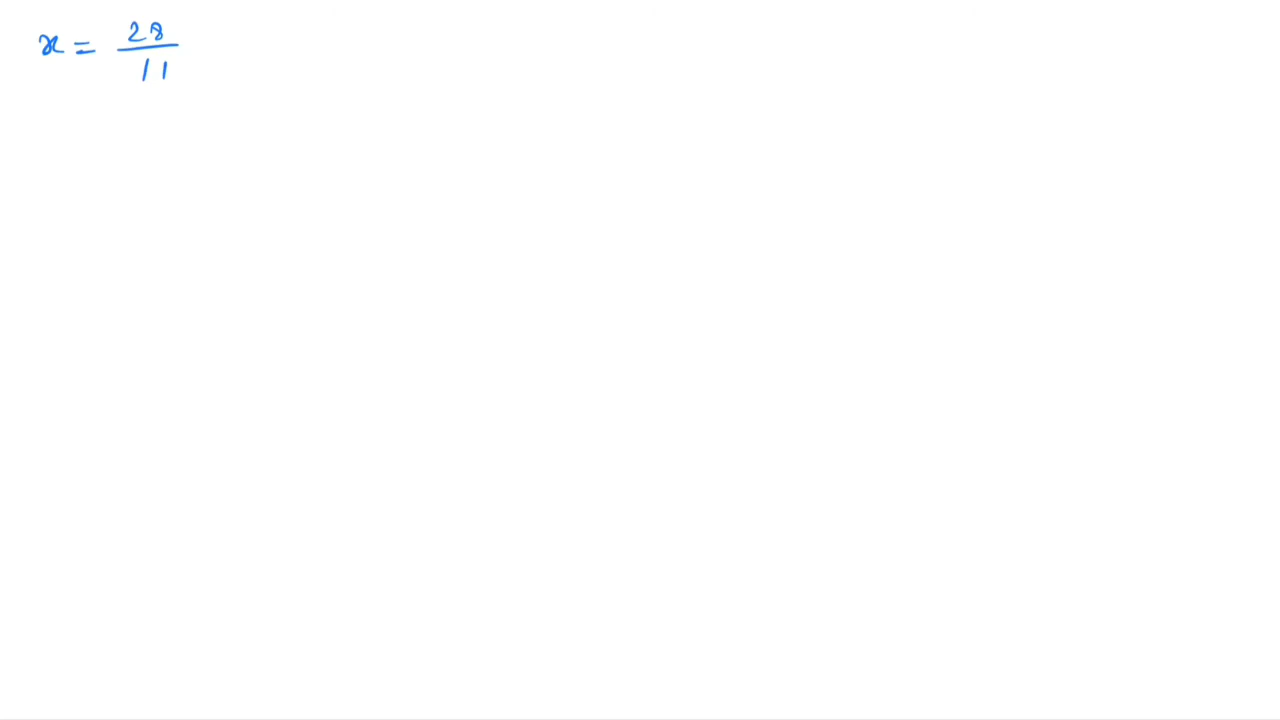 x = 28/11